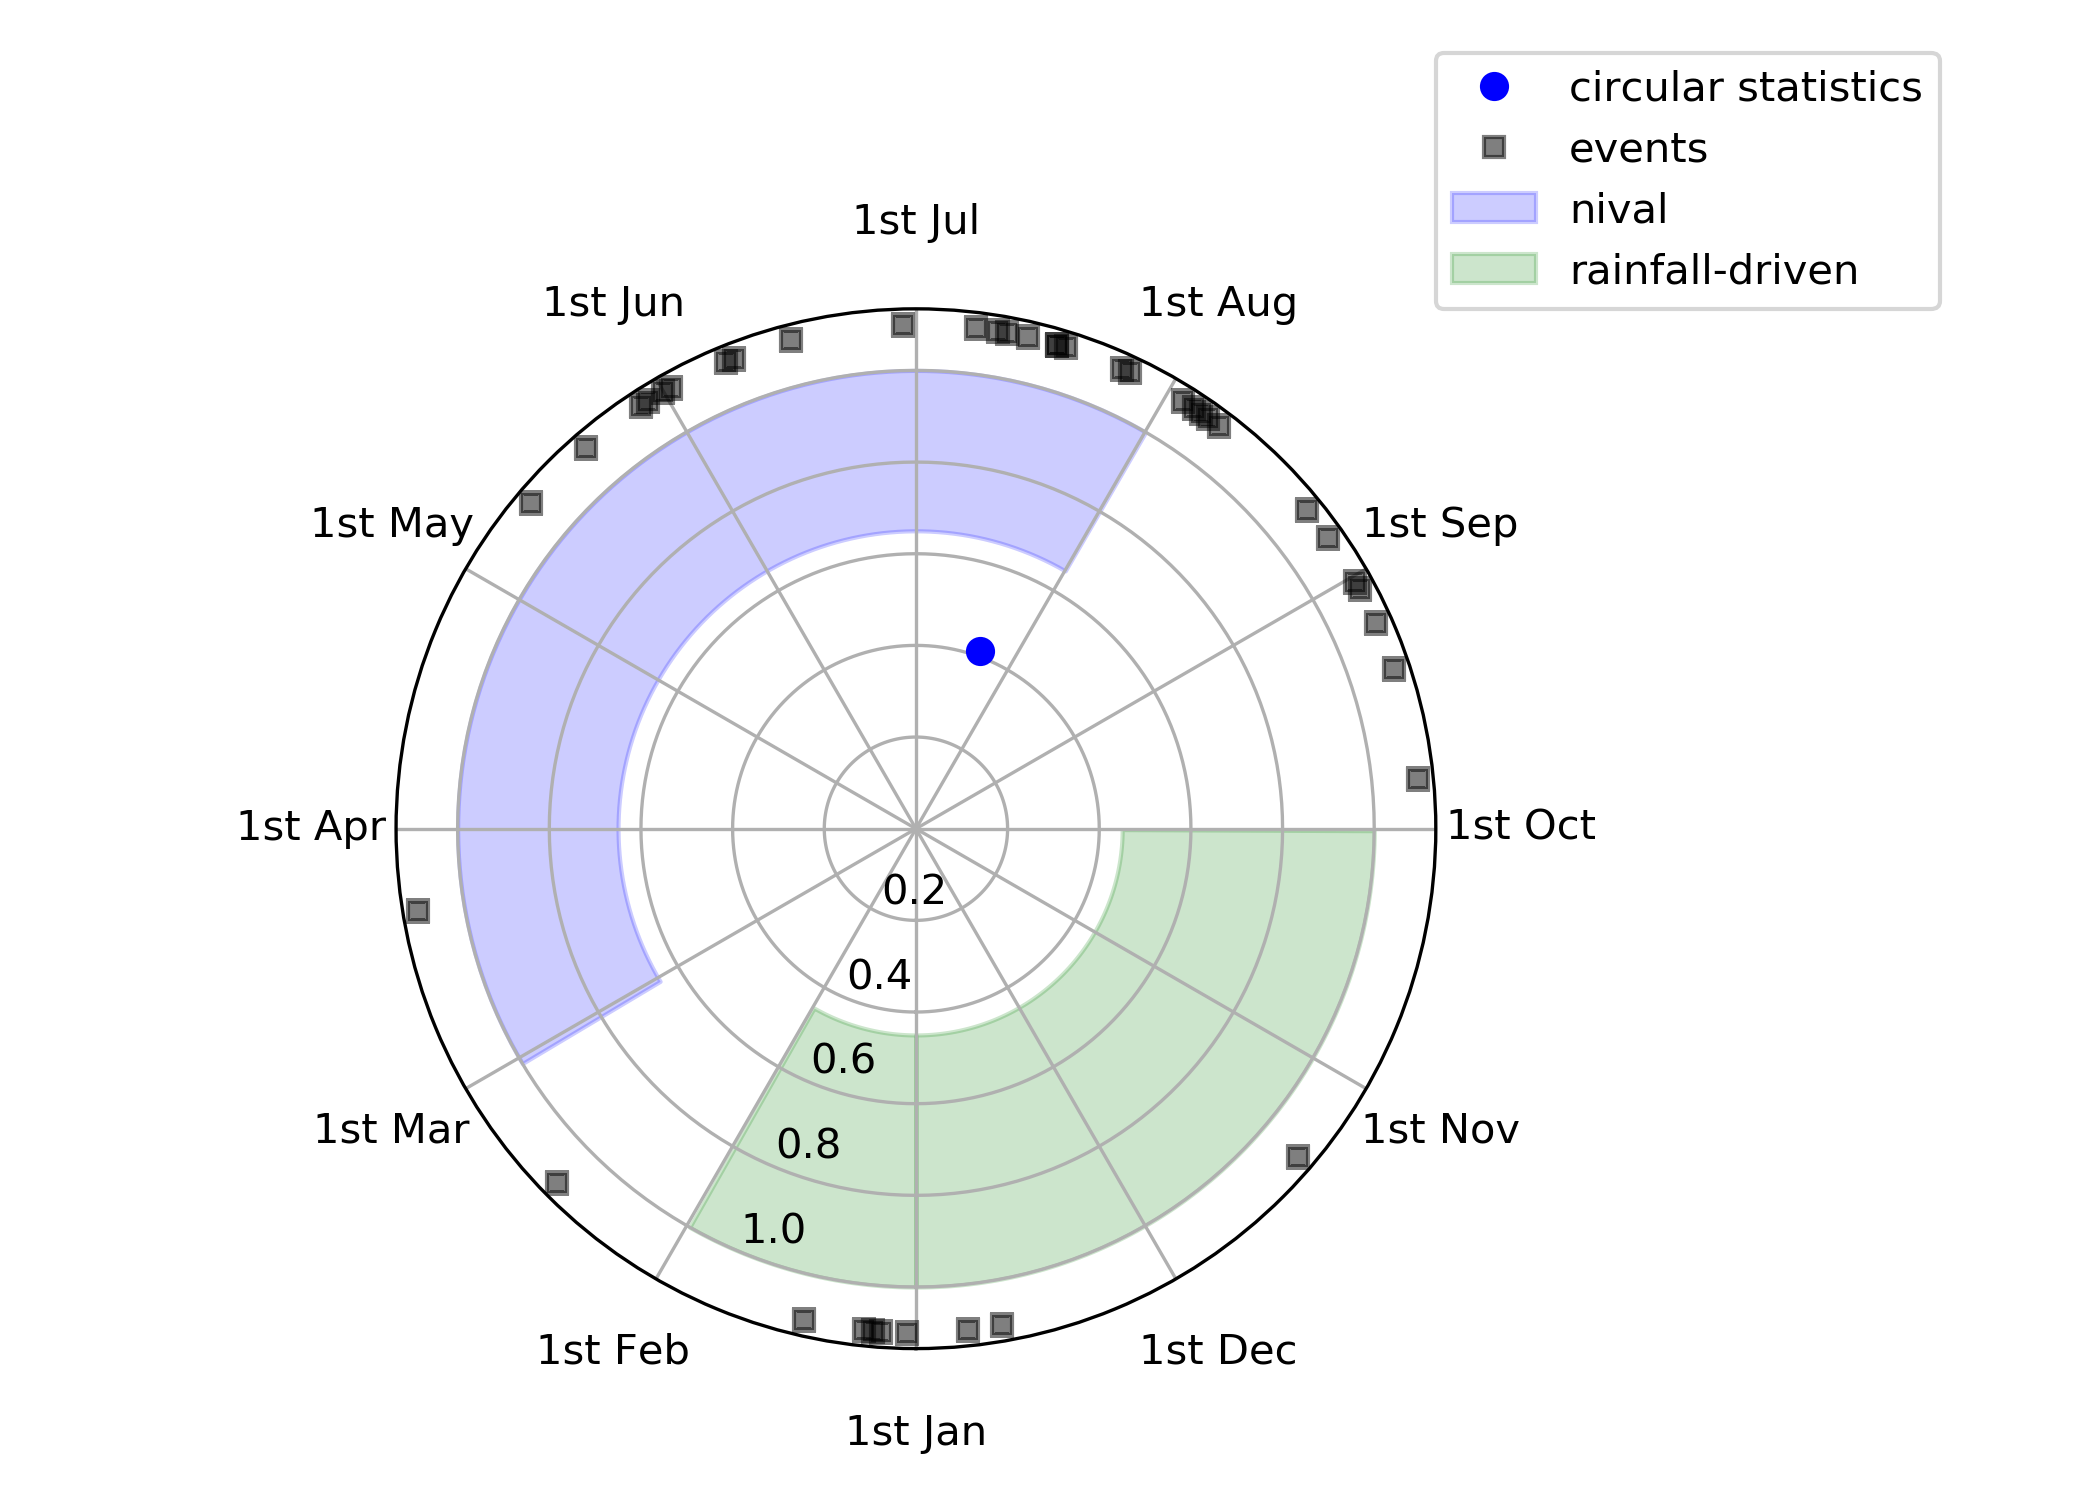 circular statistics
events
nival
rainfall-driven
1st Jul
1st Jun
1st Aug
1st May
1st Sep
1st Apr
1st Oct
0.2
0.4
0.6
0.8
1.0
1st Mar
1st Nov
1st Feb
1st Dec
1st Jan